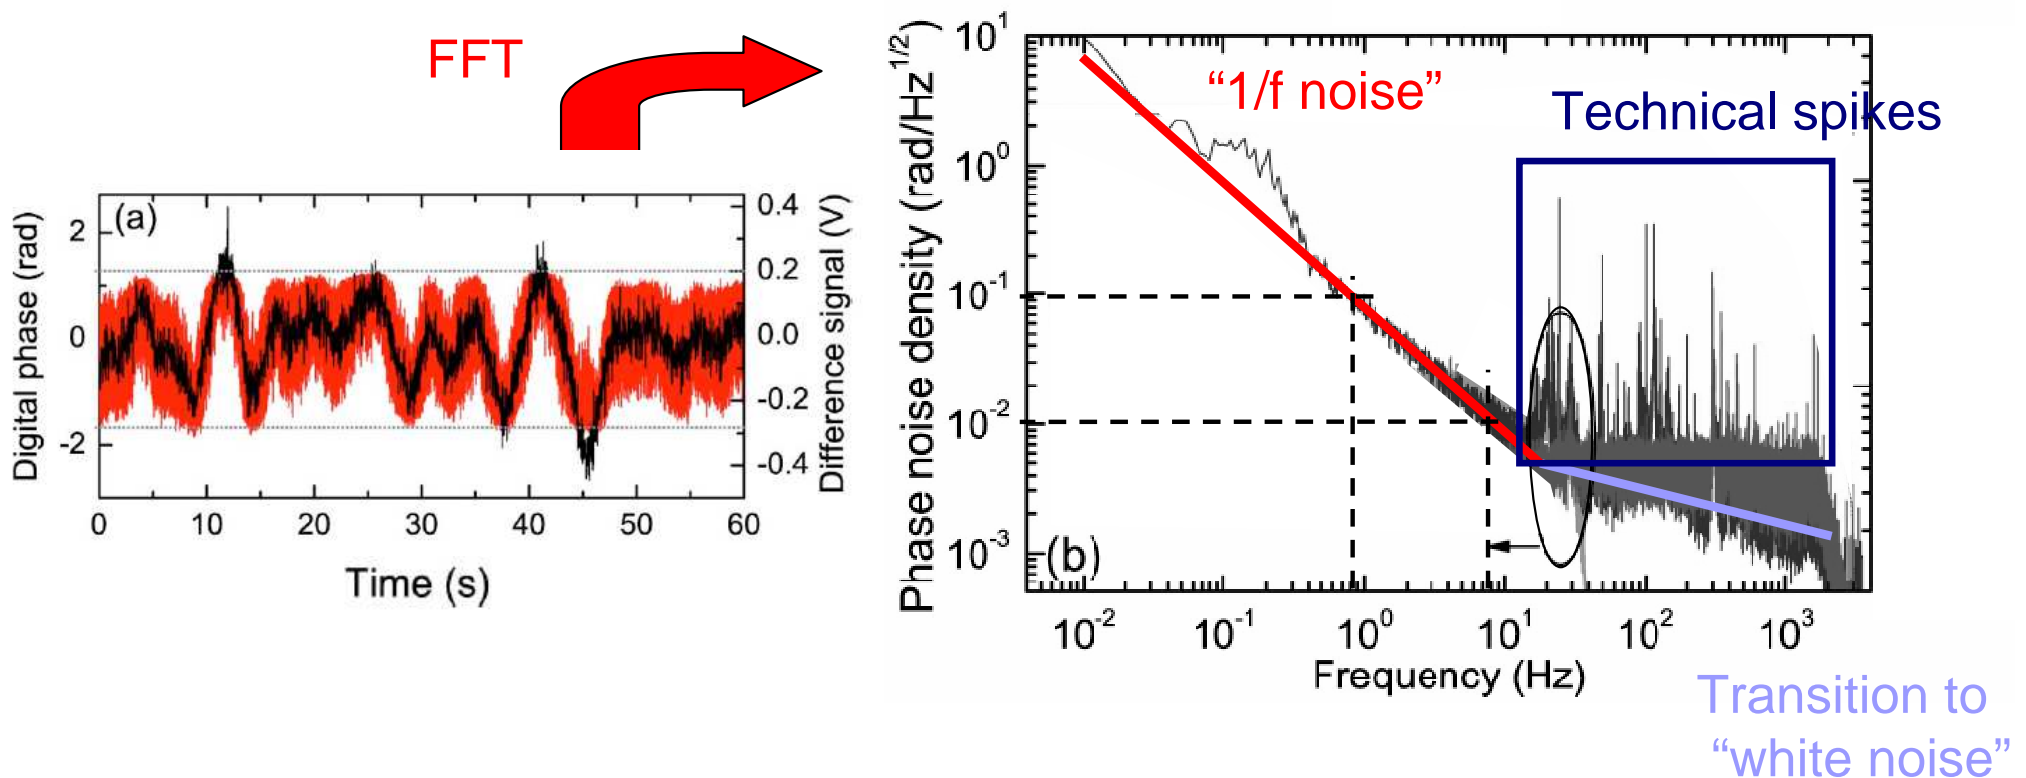 FFT
(a)
Digital phase (rad)
2
0
-2
0.4
0.2
0.0
-0.2
-0.4
Difference signal (V)
0 10 20 30 40 50 60
Time (s)
Phase noise density (rad/Hz^1/2)
10^1
10^0
10^-1
10^-2
10^-3
“1/f noise”
Technical spikes
(b)
10^-2 10^-1 10^0 10^1 10^2 10^3
Frequency (Hz)
Transition to
“white noise”